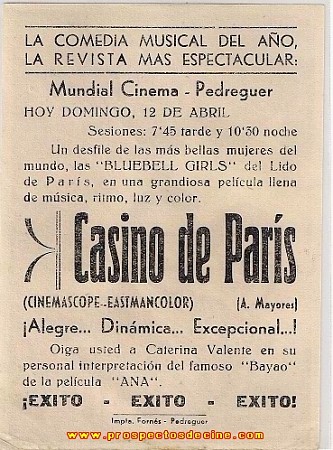 LA COMEDIA MUSICAL DEL AÑO,
LA REVISTA MAS ESPECTACULAR:
Mundial Cinema - Pedreguer
HOY DOMINGO, 12 DE ABRIL
Sesiones: 7'45 tarde y 10'30 noche
Un desfile de las más bellas mujeres del
mundo, las "BLUEBELL GIRLS" del Lido
de París, en una grandiosa película llena
de música, ritmo, luz y color.
Casino de París
(CINEMASCOPE--EASTMANCOLOR) (A. Mayores)
¡Alegre... Dinámica... Excepcional...!
Oiga usted a Caterina Valente en su
personal interpretación del famoso "Bayao"
de la película "ANA".
¡EXITO - EXITO - EXITO!
Impta. Fornés - Pedreguer
www.prospectosdecine.com